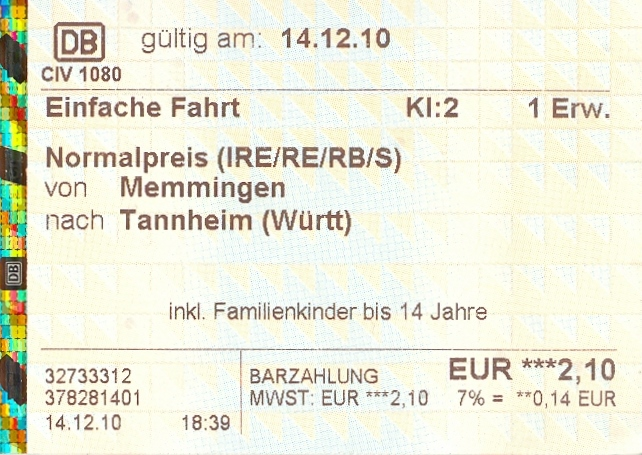 DB gültig am: 14.12.10
CIV 1080
Einfache Fahrt Kl:2 1 Erw.
Normalpreis (IRE/RE/RB/S)
von Memmingen
nach Tannheim (Württ)
DB
inkl. Familienkinder bis 14 Jahre
32733312 BARZAHLUNG EUR ***2,10
378281401 MWST: EUR ***2,10 7% = **0,14 EUR
14.12.10 18:39